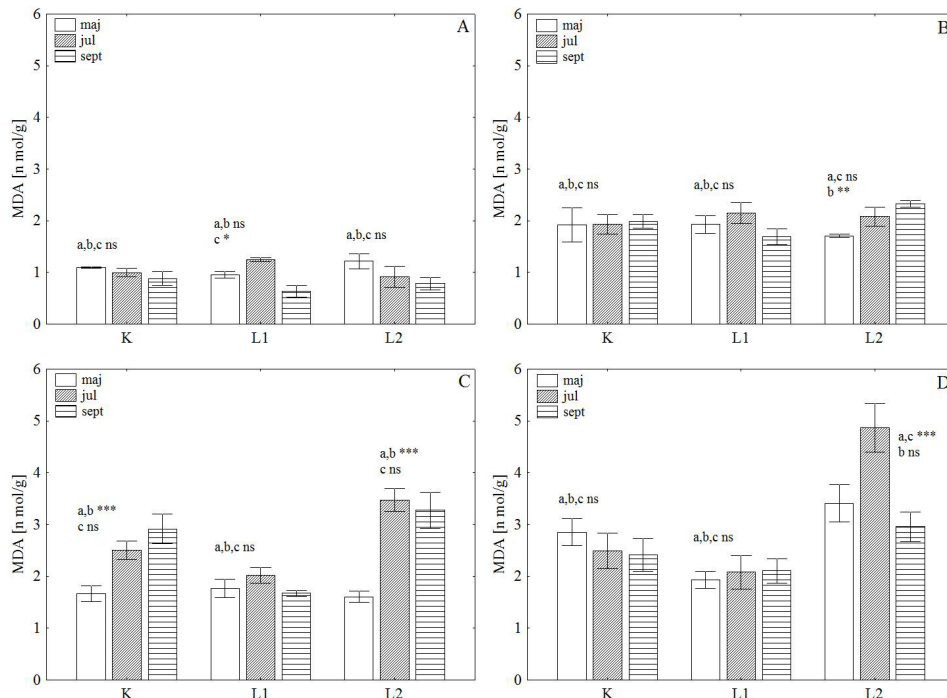 A
maj
jul
sept
MDA [n mol/g]
6
5
4
3
2
1
0
a,b,c ns
a,b ns
c *
a,b,c ns
K
L1
L2
B
maj
jul
sept
MDA [n mol/g]
6
5
4
3
2
1
0
a,b,c ns
a,b,c ns
a,c ns
b **
K
L1
L2
C
maj
jul
sept
MDA [n mol/g]
6
5
4
3
2
1
0
a,b ***
c ns
a,b,c ns
a,b ***
c ns
K
L1
L2
D
maj
jul
sept
MDA [n mol/g]
6
5
4
3
2
1
0
a,b,c ns
a,b,c ns
a,c ***
b ns
K
L1
L2